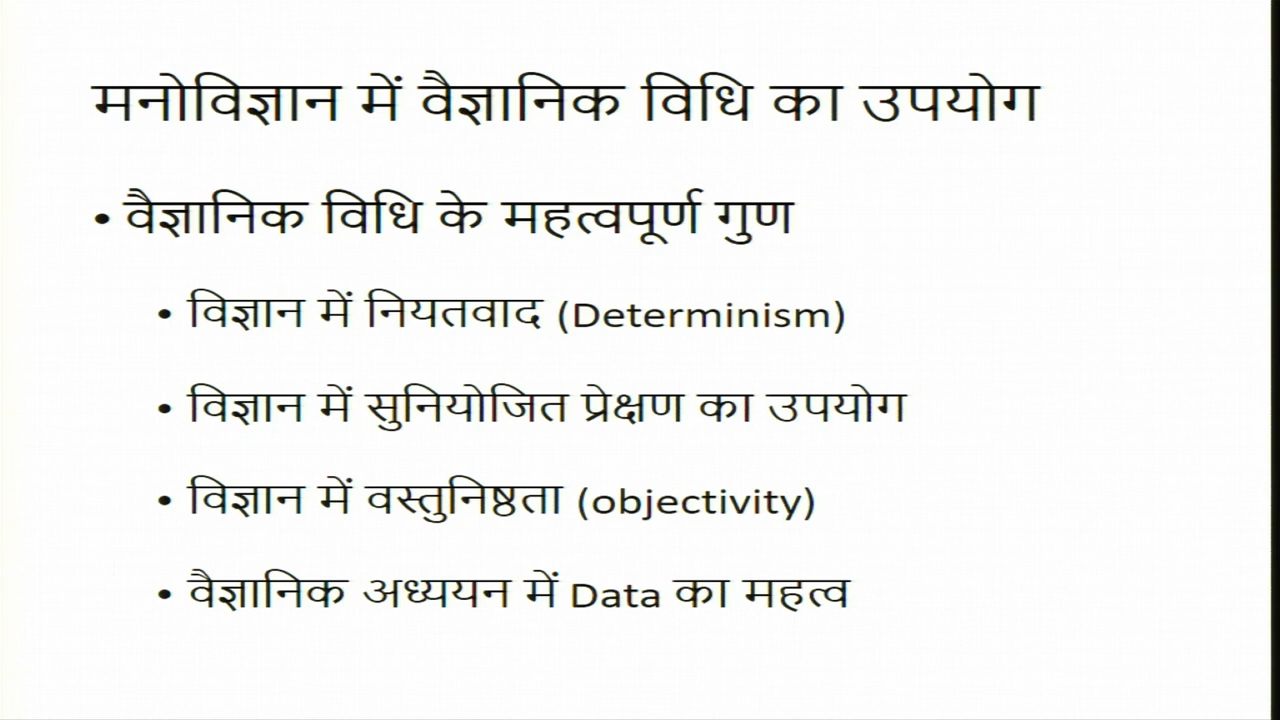 मनोविज्ञान में वैज्ञानिक विधि का उपयोग
• वैज्ञानिक विधि के महत्वपूर्ण गुण
• विज्ञान में नियतवाद (Determinism)
• विज्ञान में सुनियोजित प्रेक्षण का उपयोग
• विज्ञान में वस्तुनिष्ठता (objectivity)
• वैज्ञानिक अध्ययन में Data का महत्व